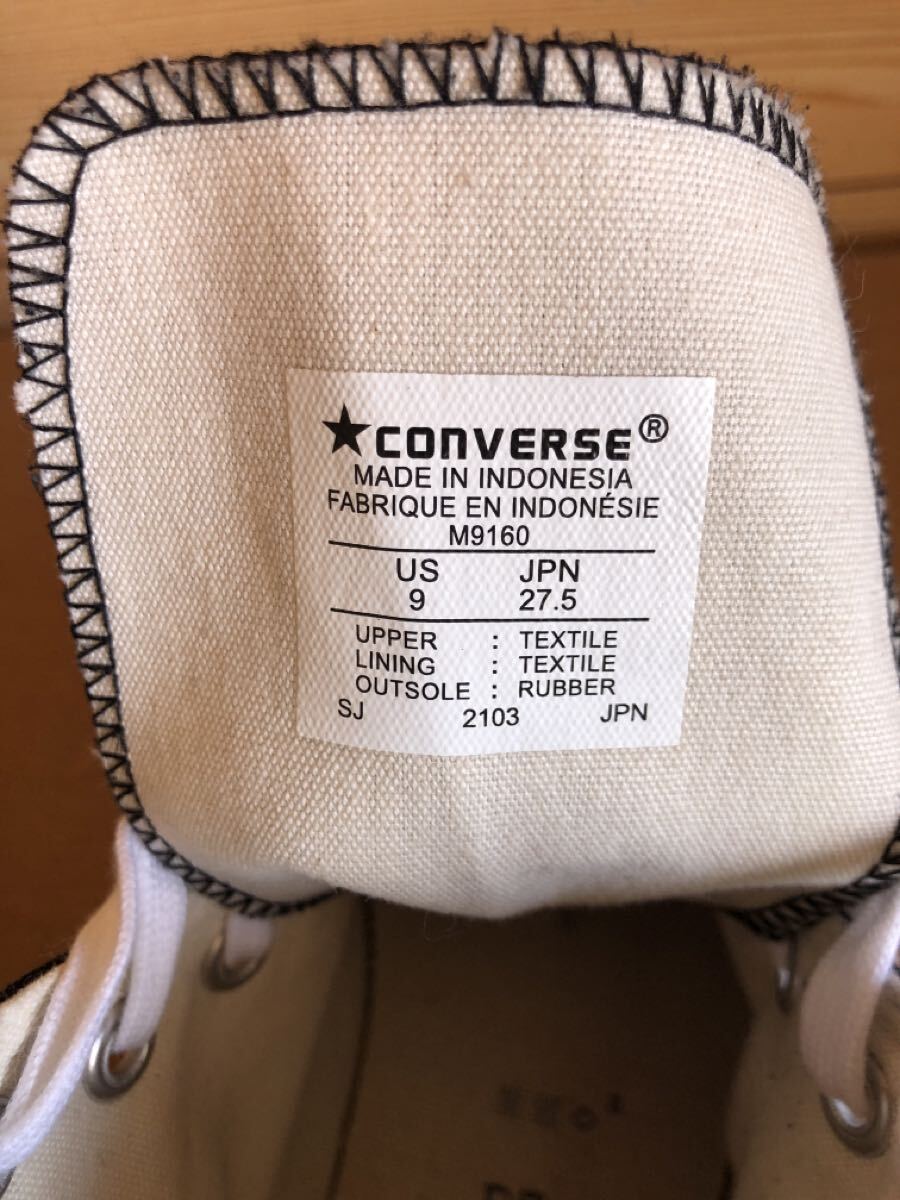 ★CONVERSE®
MADE IN INDONESIA
FABRIQUE EN INDONÉSIE
M9160
US JPN
9 27.5
UPPER : TEXTILE
LINING : TEXTILE
OUTSOLE : RUBBER
SJ 2103 JPN